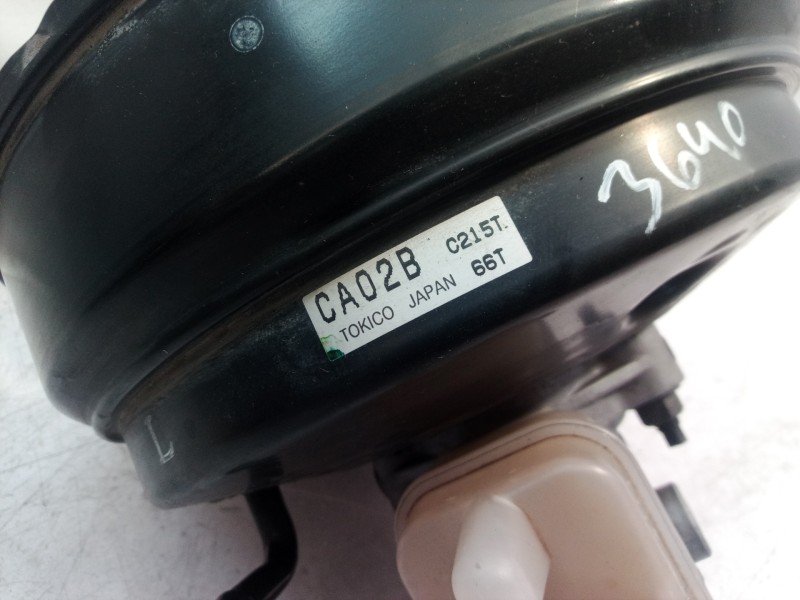 3640
CA02B C215T.
TOKICO JAPAN 66T
L